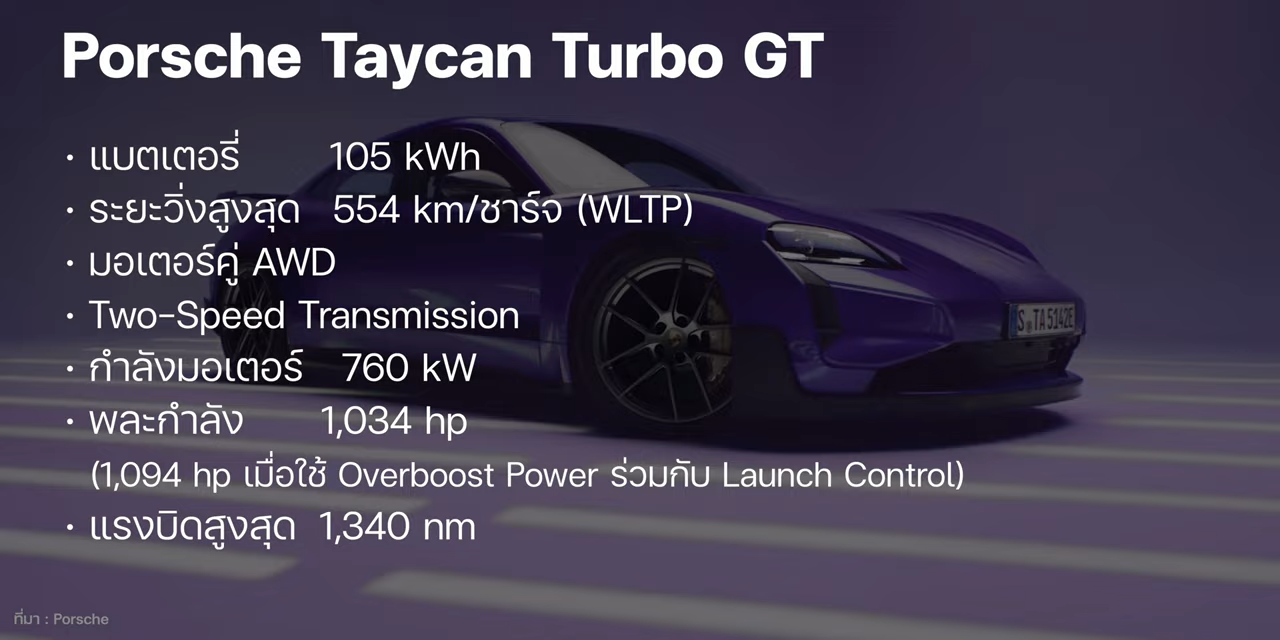 Porsche Taycan Turbo GT
• แบตเตอรี่ 105 kWh
• ระยะวิ่งสูงสุด 554 km/ชาร์จ (WLTP)
• มอเตอร์คู่ AWD
• Two-Speed Transmission
• กำลังมอเตอร์ 760 kW
• พละกำลัง 1,034 hp
(1,094 hp เมื่อใช้ Overboost Power ร่วมกับ Launch Control)
• แรงบิดสูงสุด 1,340 nm
S TA 5142E
ที่มา : Porsche